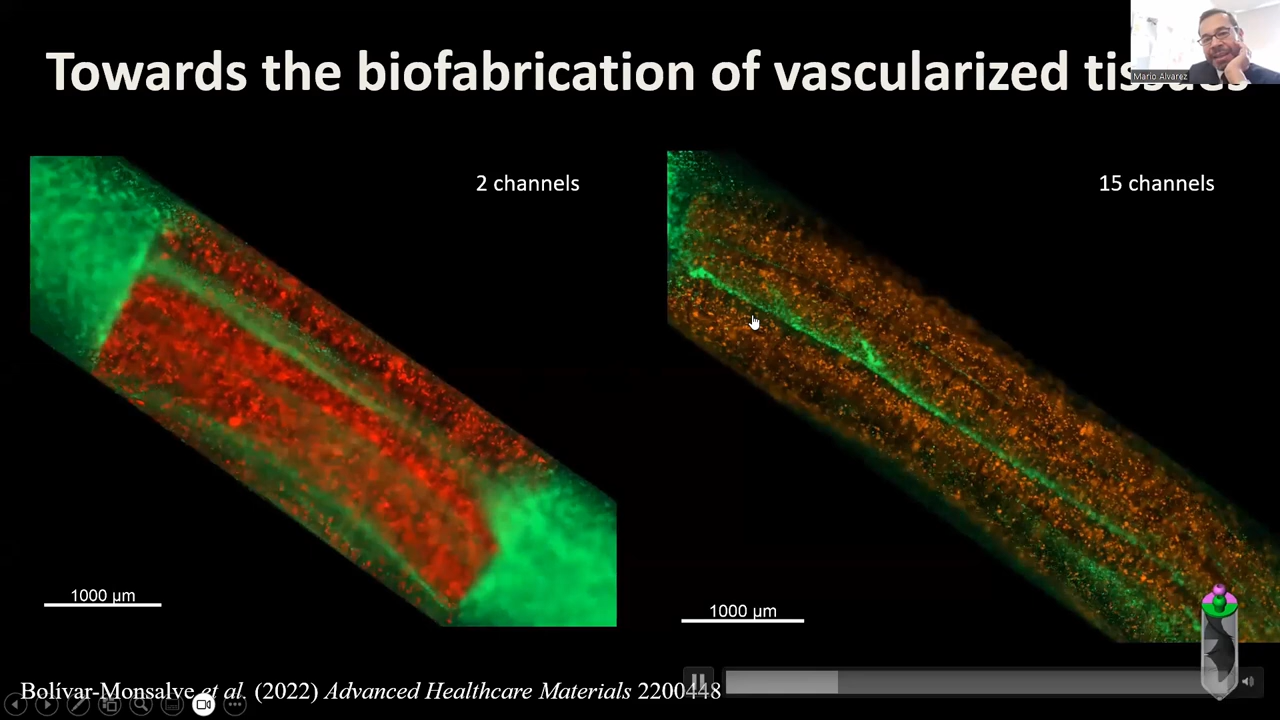 Towards the biofabrication of vascularized tissues
Mario Alvarez
2 channels
15 channels
1000 µm
1000 µm
Bolívar-Monsalve et al. (2022) Advanced Healthcare Materials 2200448